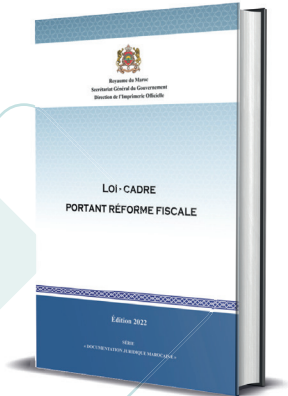 Royaume du Maroc
Secrétariat Général du Gouvernement
Direction de l'Imprimerie Officielle
LOI - CADRE
PORTANT RÉFORME FISCALE
Édition 2022
SÉRIE
« DOCUMENTATION JURIDIQUE MAROCAINE »